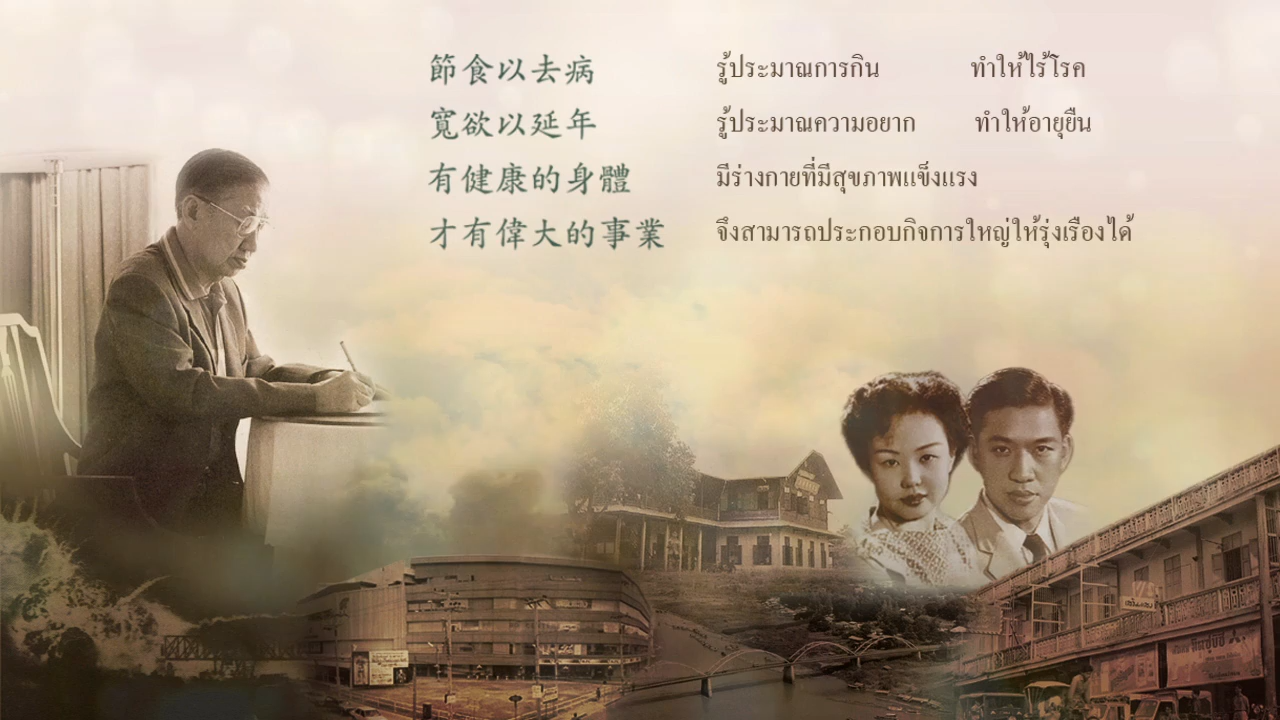 節食以去病 รู้ประมาณการกิน ทำให้ไร้โรค
寬欲以延年 รู้ประมาณความอยาก ทำให้อายุยืน
有健康的身體 มีร่างกายที่มีสุขภาพแข็งแรง
才有偉大的事業 จึงสามารถประกอบกิจการใหญ่ให้รุ่งเรืองได้